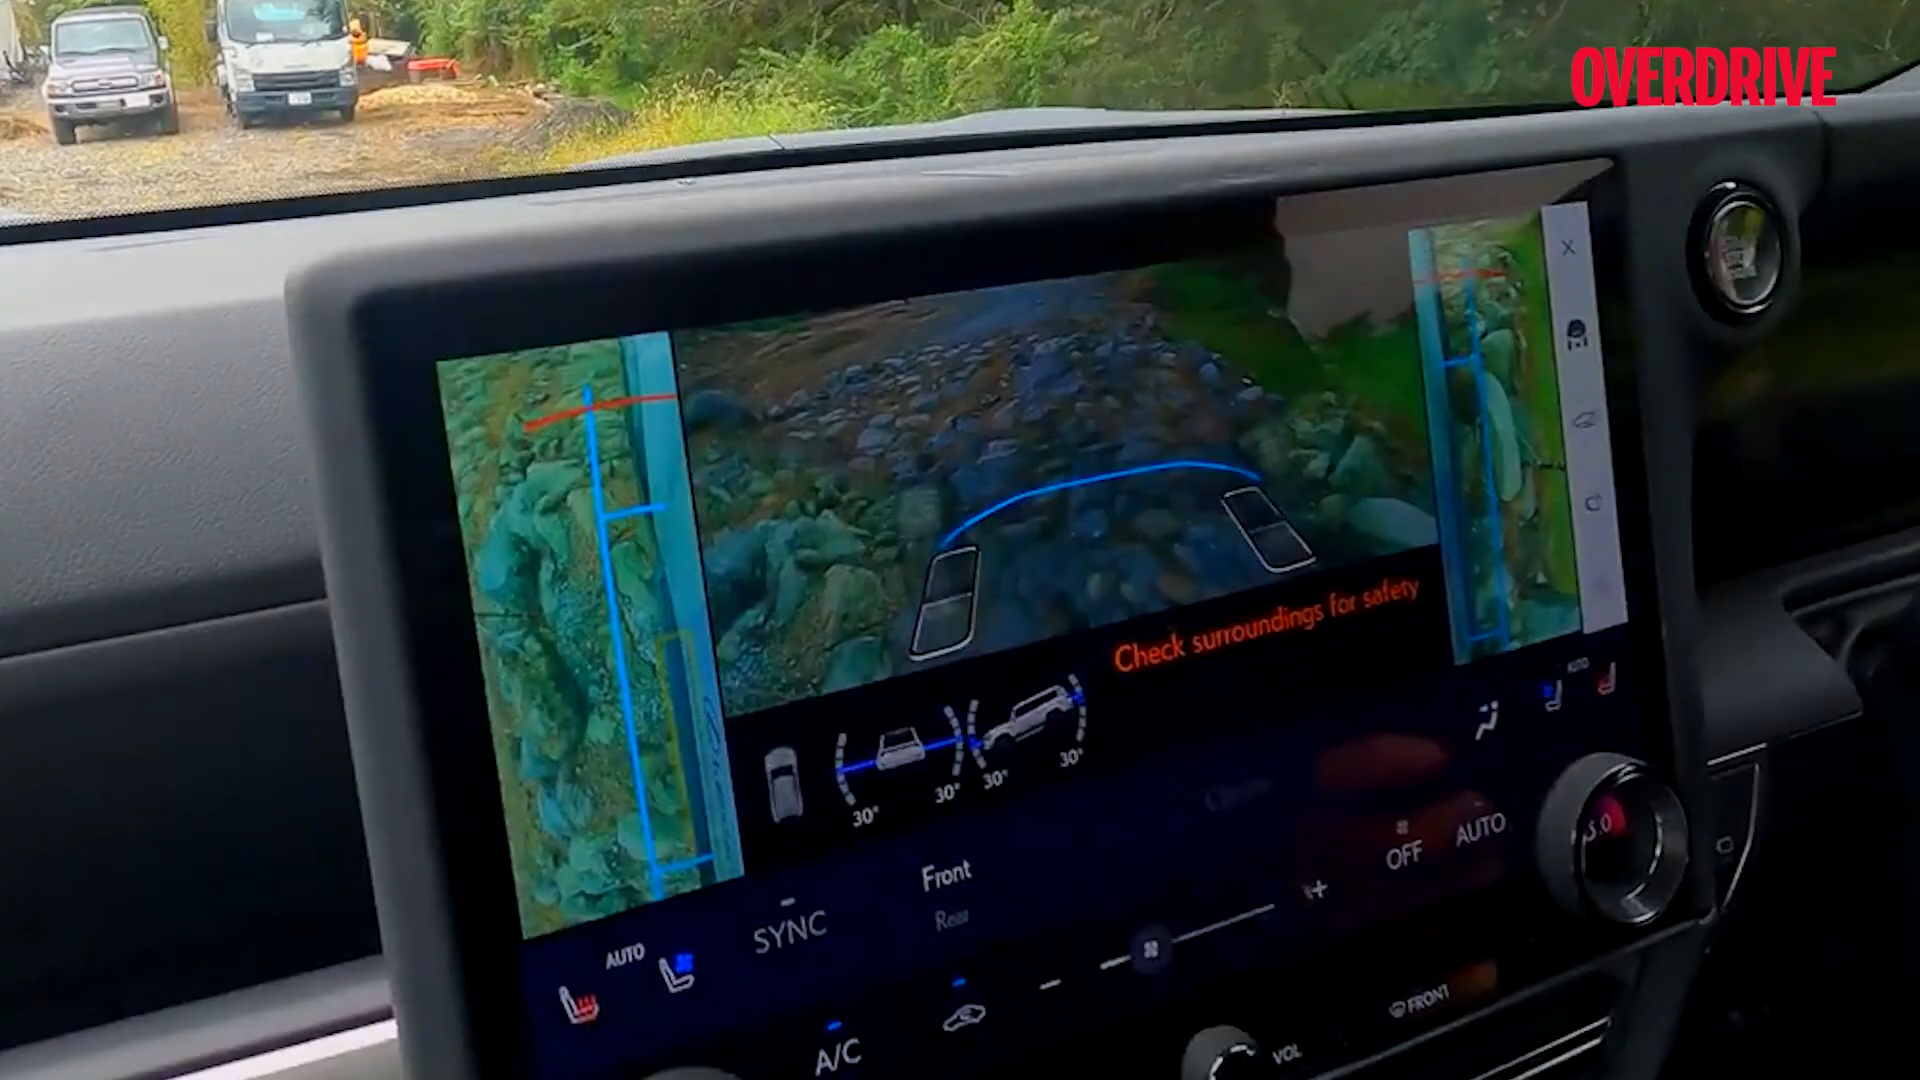 OVERDRIVE
Check surroundings for safety
30°
30°
30°
30°
AUTO
Front
Rear
SYNC
AUTO
OFF
AUTO
A/C
FRONT
VOL